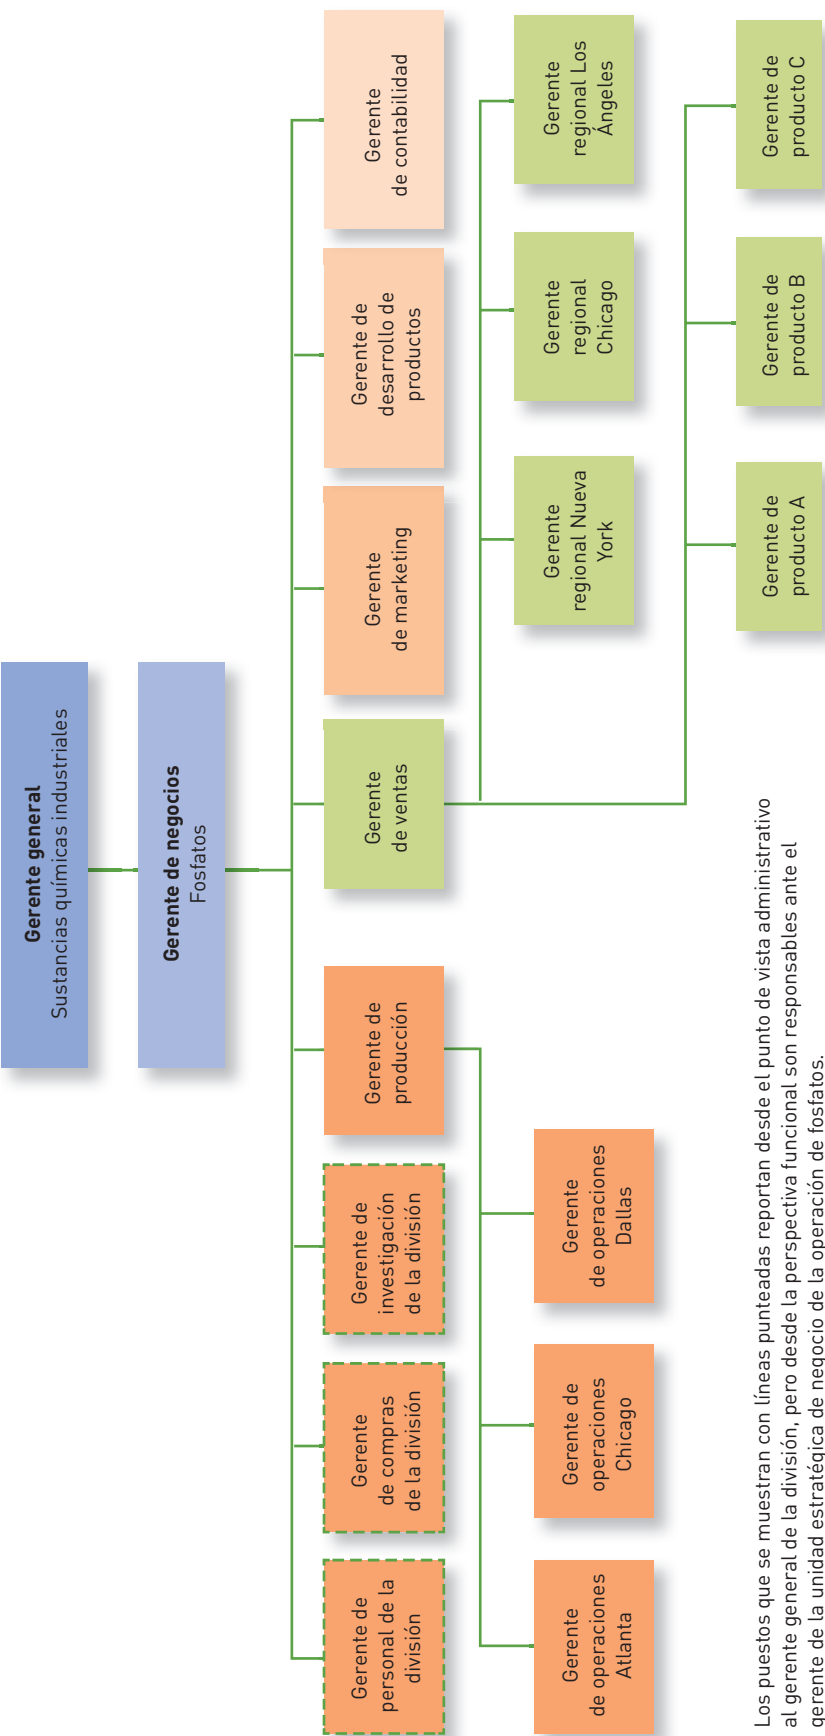 Gerente general
Sustancias químicas industriales
Gerente de negocios
Fosfatos
Gerente de
personal de la
división
Gerente
de compras
de la división
Gerente de
investigación
de la división
Gerente de
producción
Gerente
de ventas
Gerente
de marketing
Gerente de
desarrollo de
productos
Gerente
de contabilidad
Gerente
de operaciones
Atlanta
Gerente de
operaciones
Chicago
Gerente
de operaciones
Dallas
Gerente
regional Nueva
York
Gerente
regional
Chicago
Gerente
regional Los
Ángeles
Gerente de
producto A
Gerente de
producto B
Gerente de
producto C
Los puestos que se muestran con líneas punteadas reportan desde el punto de vista administrativo
al gerente general de la división, pero desde la perspectiva funcional son responsables ante el
gerente de la unidad estratégica de negocio de la operación de fosfatos.